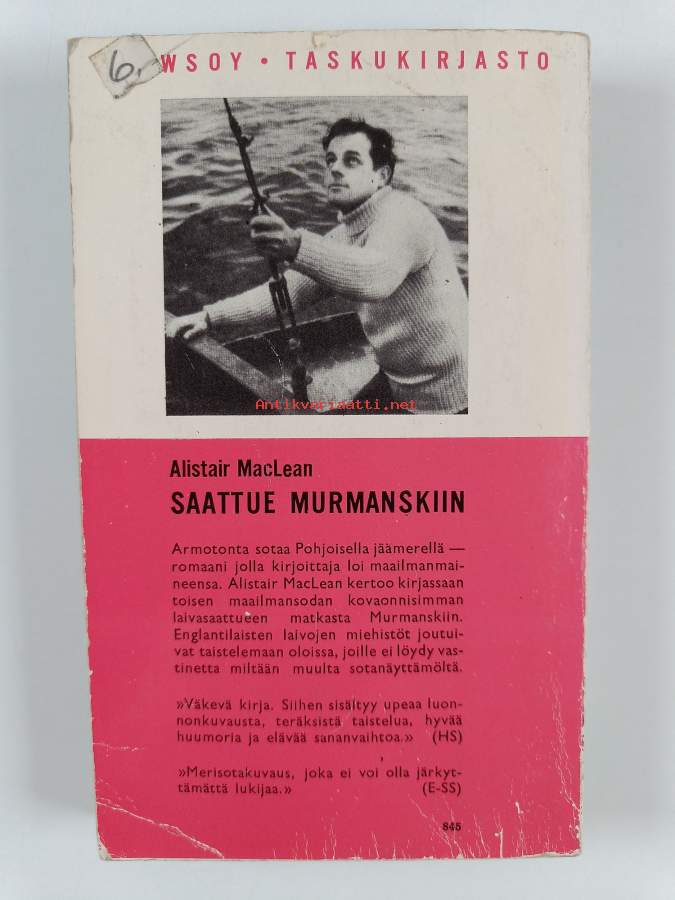 6.
WSOY • TASKUKIRJASTO
Antikvariaatti.net
Alistair MacLean
SAATTUE MURMANSKIIN
Armotonta sotaa Pohjoisella jäämerellä —
romaani jolla kirjoittaja loi maailmanmai-
neensa. Alistair MacLean kertoo kirjassaan
toisen maailmansodan kovaonnisimman
laivasaattueen matkasta Murmanskiin.
Englantilaisten laivojen miehistöt joutui-
vat taistelemaan oloissa, joille ei löydy vas-
tinetta miltään muulta sotanäyttämöltä.
»Väkevä kirja. Siihen sisältyy upeaa luon-
nonkuvausta, teräksistä taistelua, hyvää
huumoria ja elävää sananvaihtoa.» (HS)
»Merisotakuvaus, joka ei voi olla järkyt-
tämättä lukijaa.» (E-SS)
845